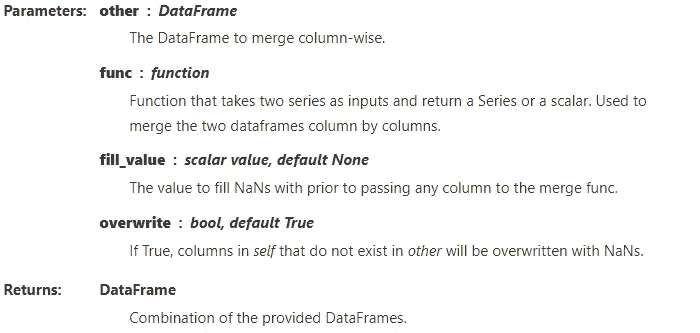 Parameters: other : DataFrame
The DataFrame to merge column-wise.
func : function
Function that takes two series as inputs and return a Series or a scalar. Used to
merge the two dataframes column by columns.
fill_value : scalar value, default None
The value to fill NaNs with prior to passing any column to the merge func.
overwrite : bool, default True
If True, columns in self that do not exist in other will be overwritten with NaNs.
Returns: DataFrame
Combination of the provided DataFrames.